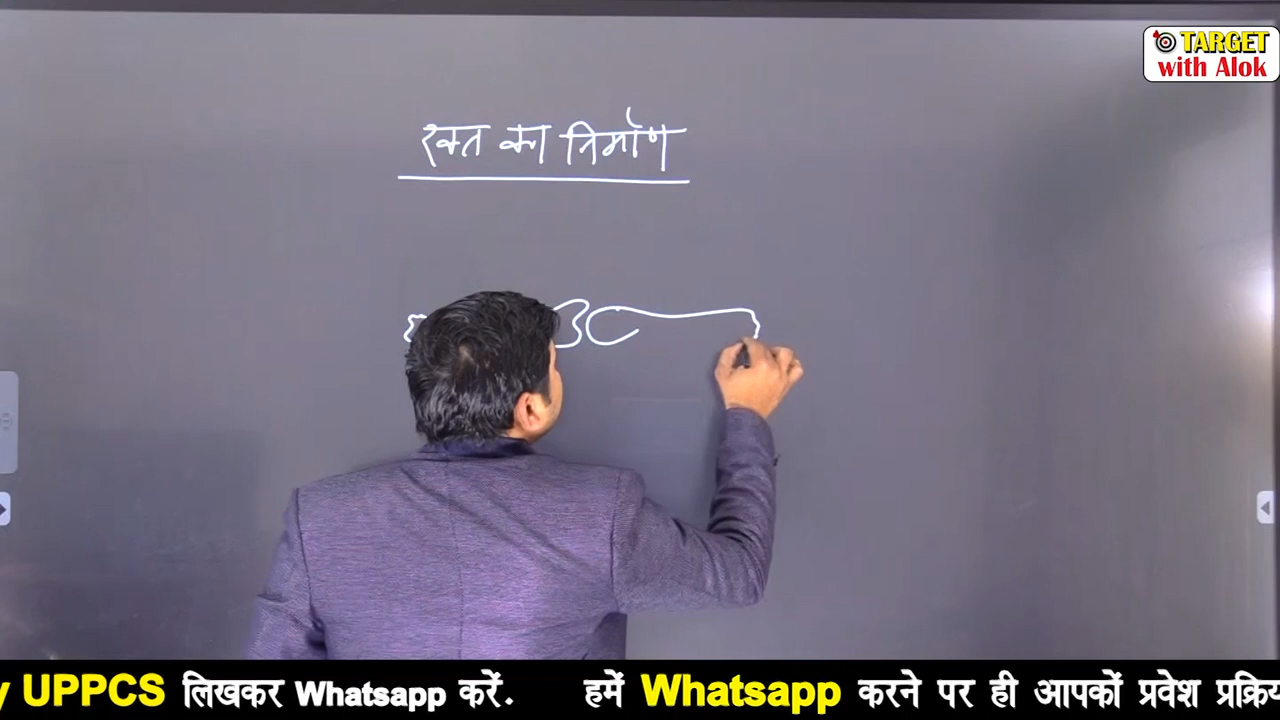 TARGET
with Alok
रक्त का निर्माण
y UPPCS लिखकर Whatsapp करें. हमें Whatsapp करने पर ही आपकों प्रवेश प्रक्रि